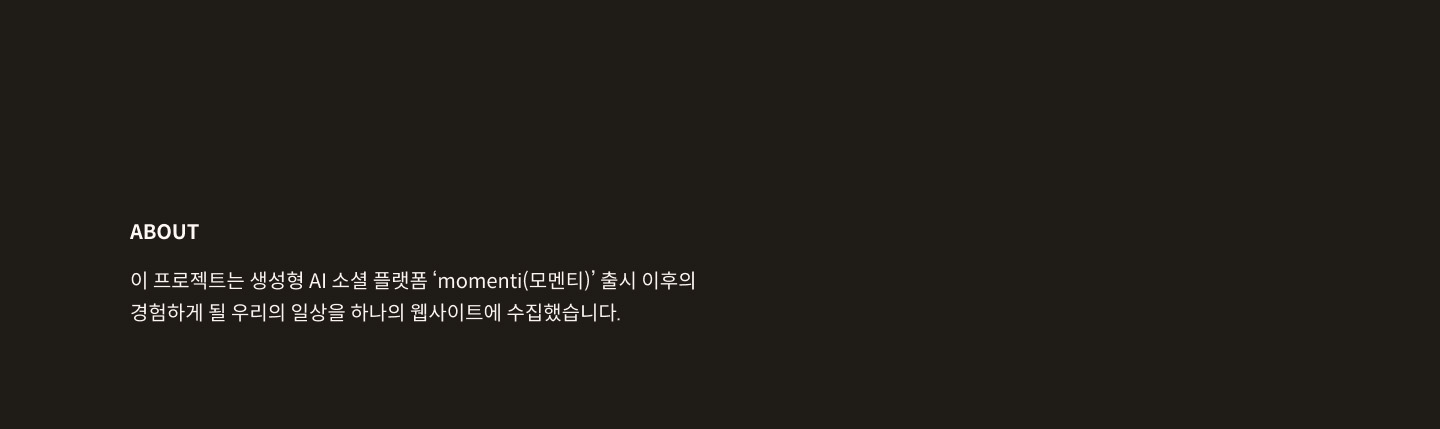 ABOUT
이 프로젝트는 생성형 AI 소셜 플랫폼 ‘momenti(모멘티)’ 출시 이후의
경험하게 될 우리의 일상을 하나의 웹사이트에 수집했습니다.